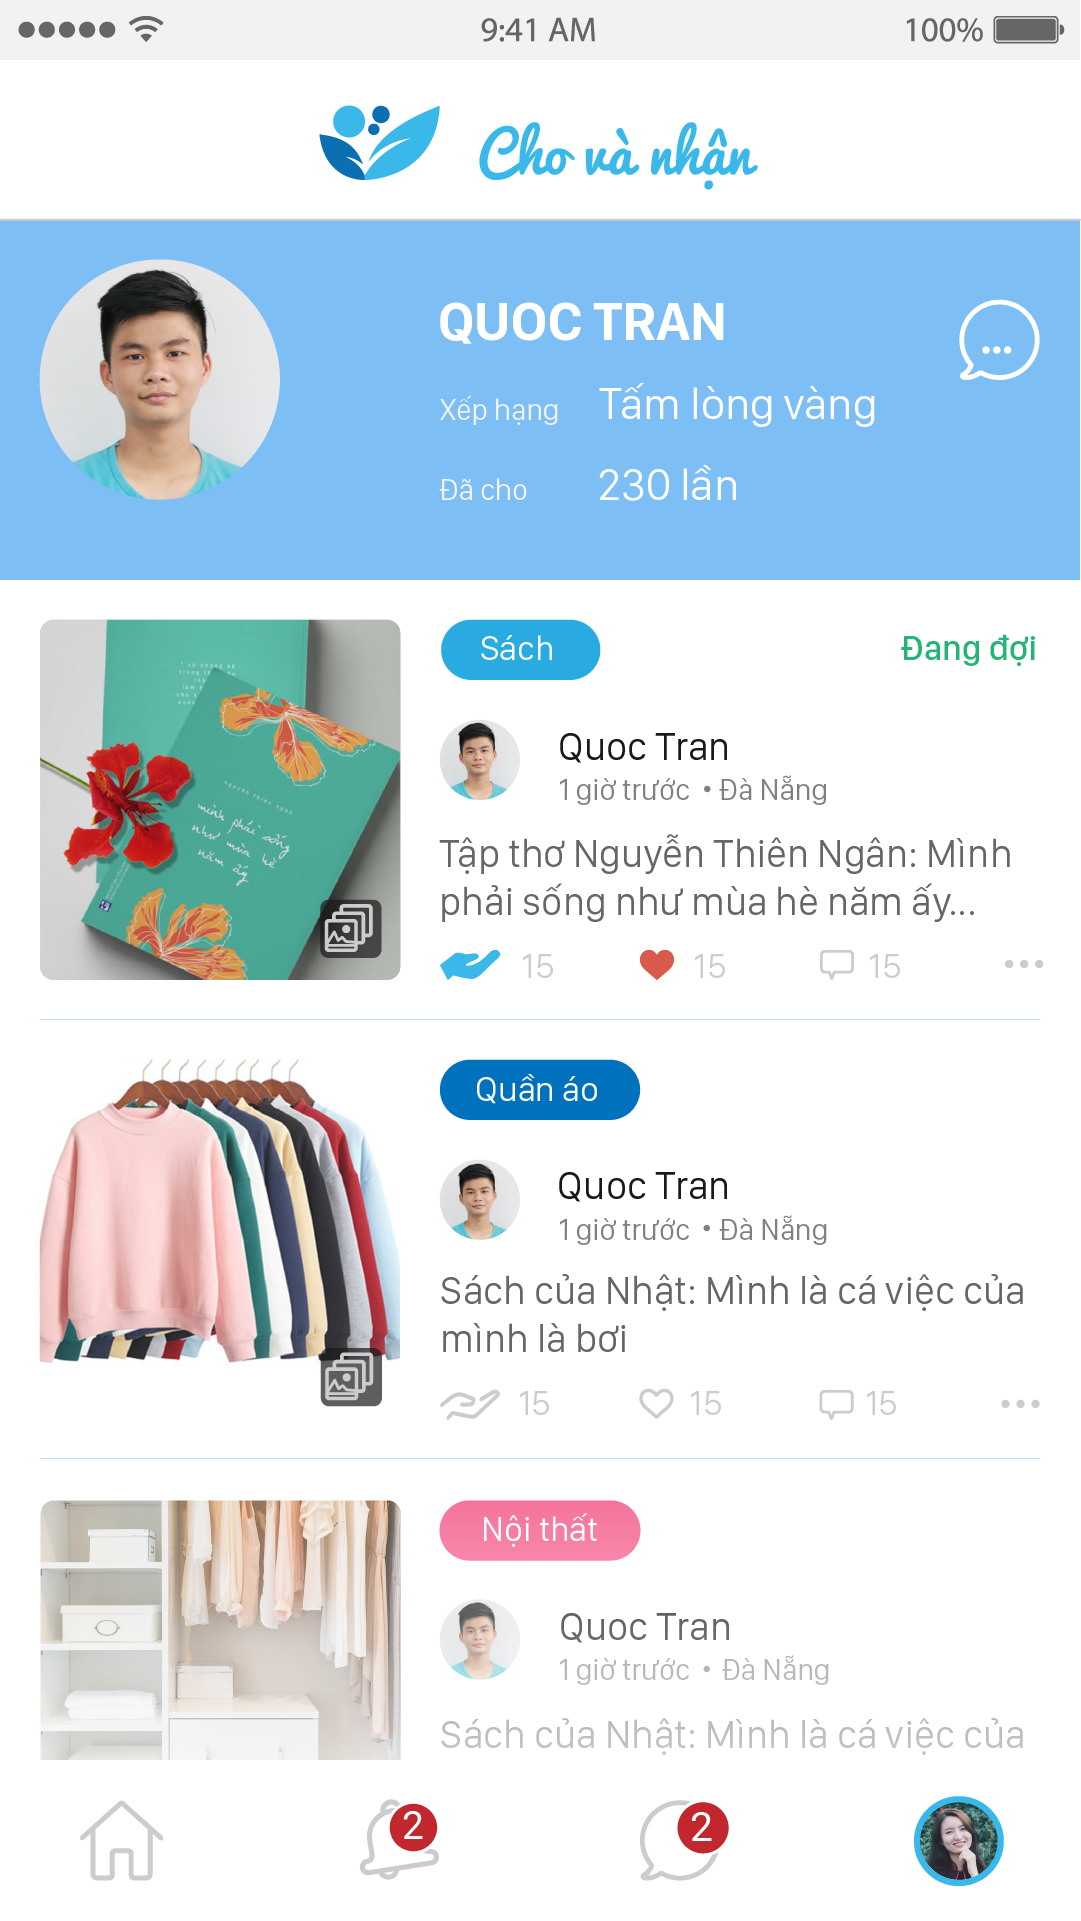 9:41 AM
100%
Cho và nhận
QUOC TRAN
Xếp hạng Tấm lòng vàng
Đã cho 230 lần
Sách
Đang đợi
Quoc Tran
1 giờ trước • Đà Nẵng
Tập thơ Nguyễn Thiên Ngân: Mình
phải sống như mùa hè năm ấy...
15 15 15
nguyễn thiên ngân
mình phải sống
như mùa hè
năm ấy
Quần áo
Quoc Tran
1 giờ trước • Đà Nẵng
Sách của Nhật: Mình là cá việc của
mình là bơi
15 15 15
Nội thất
Quoc Tran
1 giờ trước • Đà Nẵng
Sách của Nhật: Mình là cá việc của
2
2